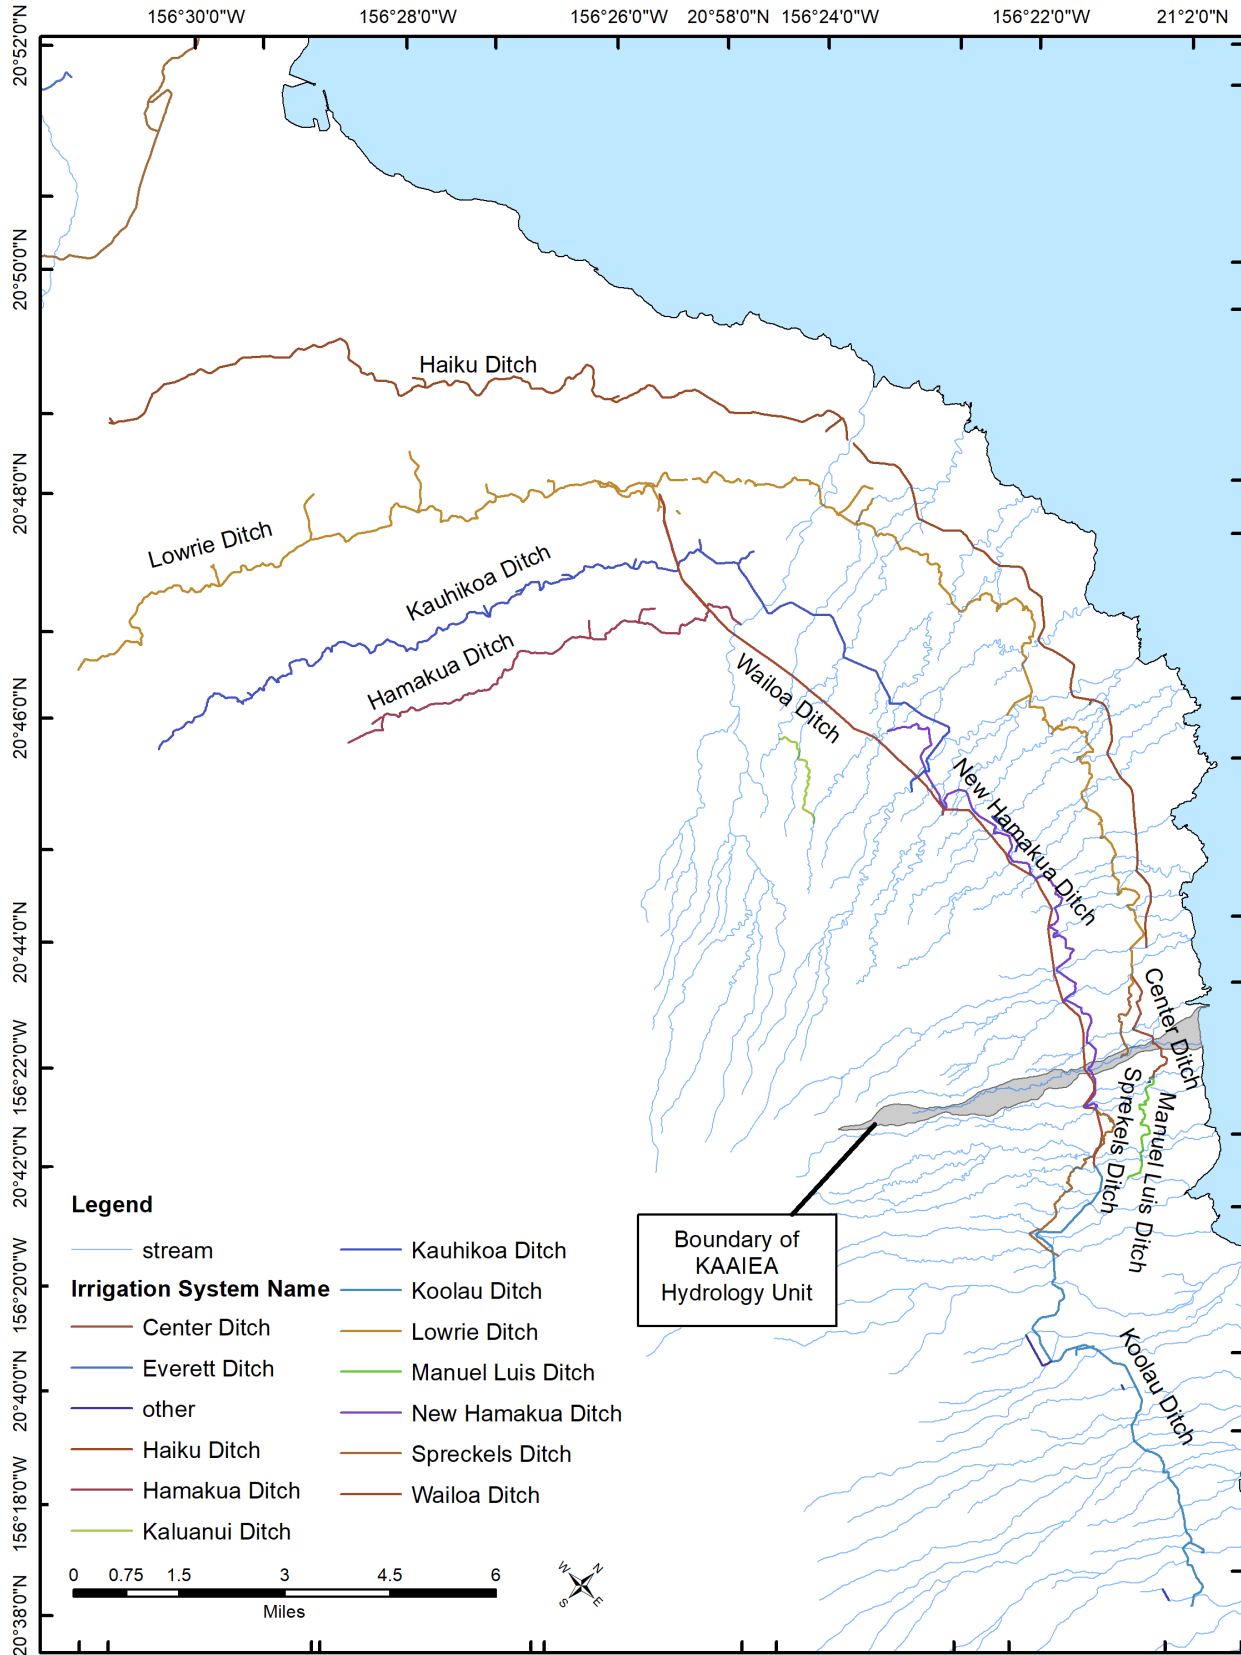 156°30'0"W
156°28'0"W
156°26'0"W
20°58'0"N
156°24'0"W
156°22'0"W
21°2'0"N
20°52'0"N
20°50'0"N
20°48'0"N
20°46'0"N
20°44'0"N
156°22'0"W
20°42'0"N
156°20'0"W
20°40'0"N
156°18'0"W
20°38'0"N
Haiku Ditch
Lowrie Ditch
Kauhikoa Ditch
Hamakua Ditch
Wailoa Ditch
New Hamakua Ditch
Center Ditch
Sprekels Ditch
Manuel Luis Ditch
Koolau Ditch
Boundary of
KAAIEA
Hydrology Unit
Legend
stream
Irrigation System Name
Center Ditch
Everett Ditch
other
Haiku Ditch
Hamakua Ditch
Kaluanui Ditch
Kauhikoa Ditch
Koolau Ditch
Lowrie Ditch
Manuel Luis Ditch
New Hamakua Ditch
Spreckels Ditch
Wailoa Ditch
0 0.75 1.5 3 4.5 6
Miles
W N
S E